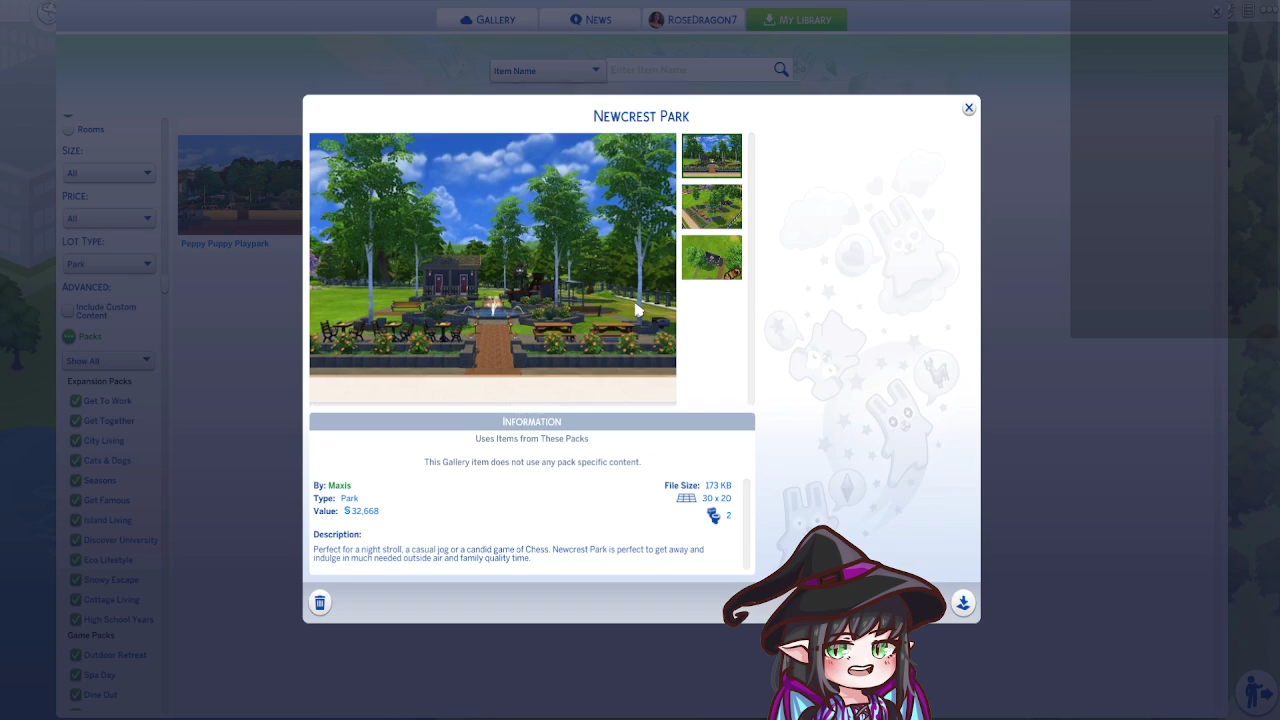 Gallery
News
RoseDragon7
My Library
Item Name
Enter Item Name
Rooms
Size:
All
Price:
All
Lot Type:
Park
Advanced:
Include Custom
Content
Packs
Show All
Expansion Packs
Get To Work
Get Together
City Living
Cats & Dogs
Seasons
Get Famous
Island Living
Discover University
Eco Lifestyle
Snowy Escape
Cottage Living
High School Years
Game Packs
Outdoor Retreat
Spa Day
Dine Out
Peppy Puppy Playpark
Newcrest Park
Information
Uses Items from These Packs
This Gallery item does not use any pack specific content.
By: Maxis
Type: Park
Value: §32,668
File Size: 173 KB
30 x 20
2
Description:
Perfect for a night stroll, a casual jog or a candid game of Chess. Newcrest Park is perfect to get away and
indulge in much needed outside air and family quality time.